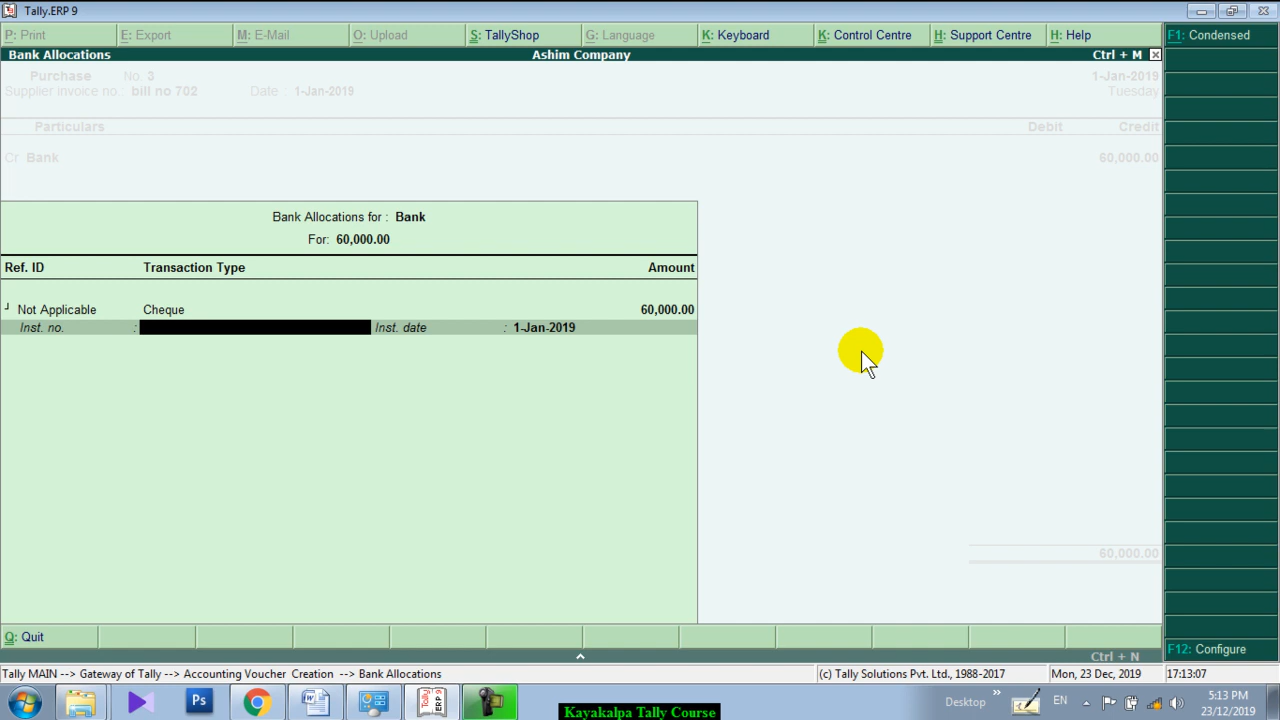 Tally.ERP 9
P: Print E: Export M: E-Mail O: Upload S: TallyShop G: Language K: Keyboard K: Control Centre H: Support Centre H: Help F1: Condensed
Bank Allocations Ashim Company Ctrl + M
Purchase No. 3 1-Jan-2019
Supplier invoice no.: bill no 702 Date : 1-Jan-2019 Tuesday
Particulars Debit Credit
Cr Bank 60,000.00
Bank Allocations for : Bank
For: 60,000.00
Ref. ID Transaction Type Amount
Not Applicable Cheque 60,000.00
Inst. no. : Inst. date : 1-Jan-2019
60,000.00
Q: Quit F12: Configure
Ctrl + N
Tally MAIN --> Gateway of Tally --> Accounting Voucher Creation --> Bank Allocations (c) Tally Solutions Pvt. Ltd., 1988-2017 Mon, 23 Dec, 2019 17:13:07
Ps Tally ERP 9 Desktop EN 5:13 PM
Kayakalpa Tally Course 23/12/2019